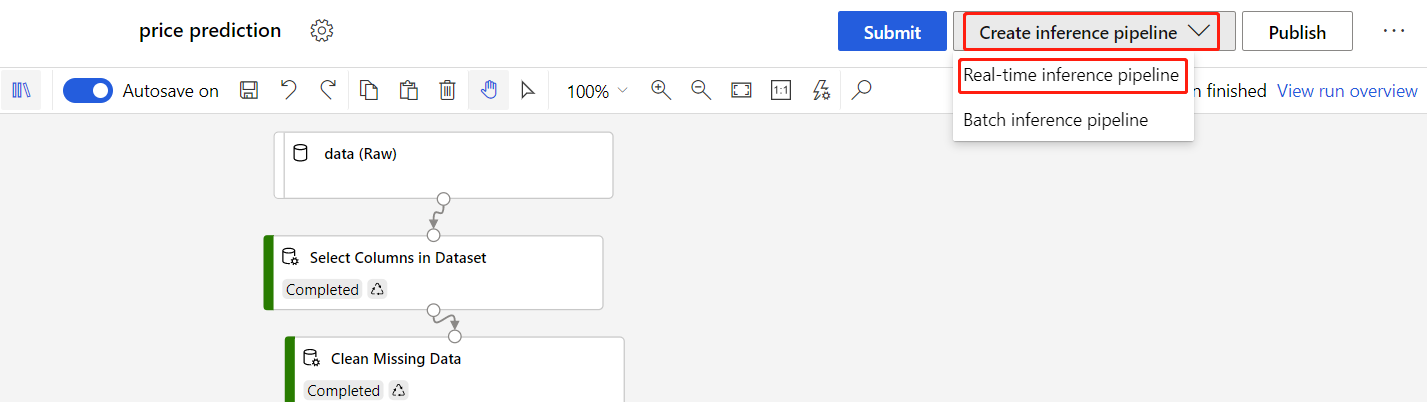 price prediction
Submit
Create inference pipeline
Publish
Autosave on
100%
1:1
Real-time inference pipeline
n finished
View run overview
Batch inference pipeline
data (Raw)
Select Columns in Dataset
Completed
Clean Missing Data
Completed